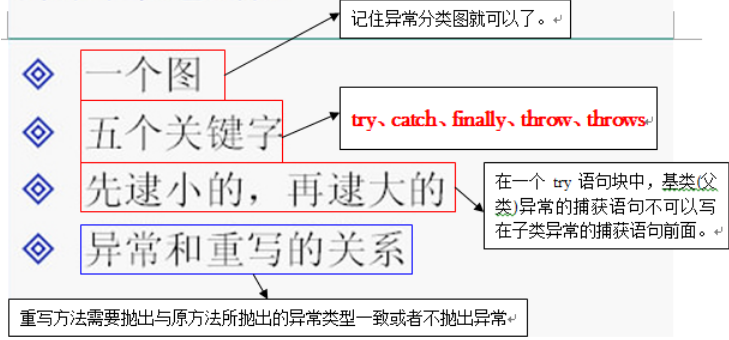 记住异常分类图就可以了。
一个图
五个关键字
try、catch、finally、throw、throws
先逮小的，再逮大的
在一个 try 语句块中，基类(父
类)异常的捕获语句不可以写
在子类异常的捕获语句前面。
异常和重写的关系
重写方法需要抛出与原方法所抛出的异常类型一致或者不抛出异常